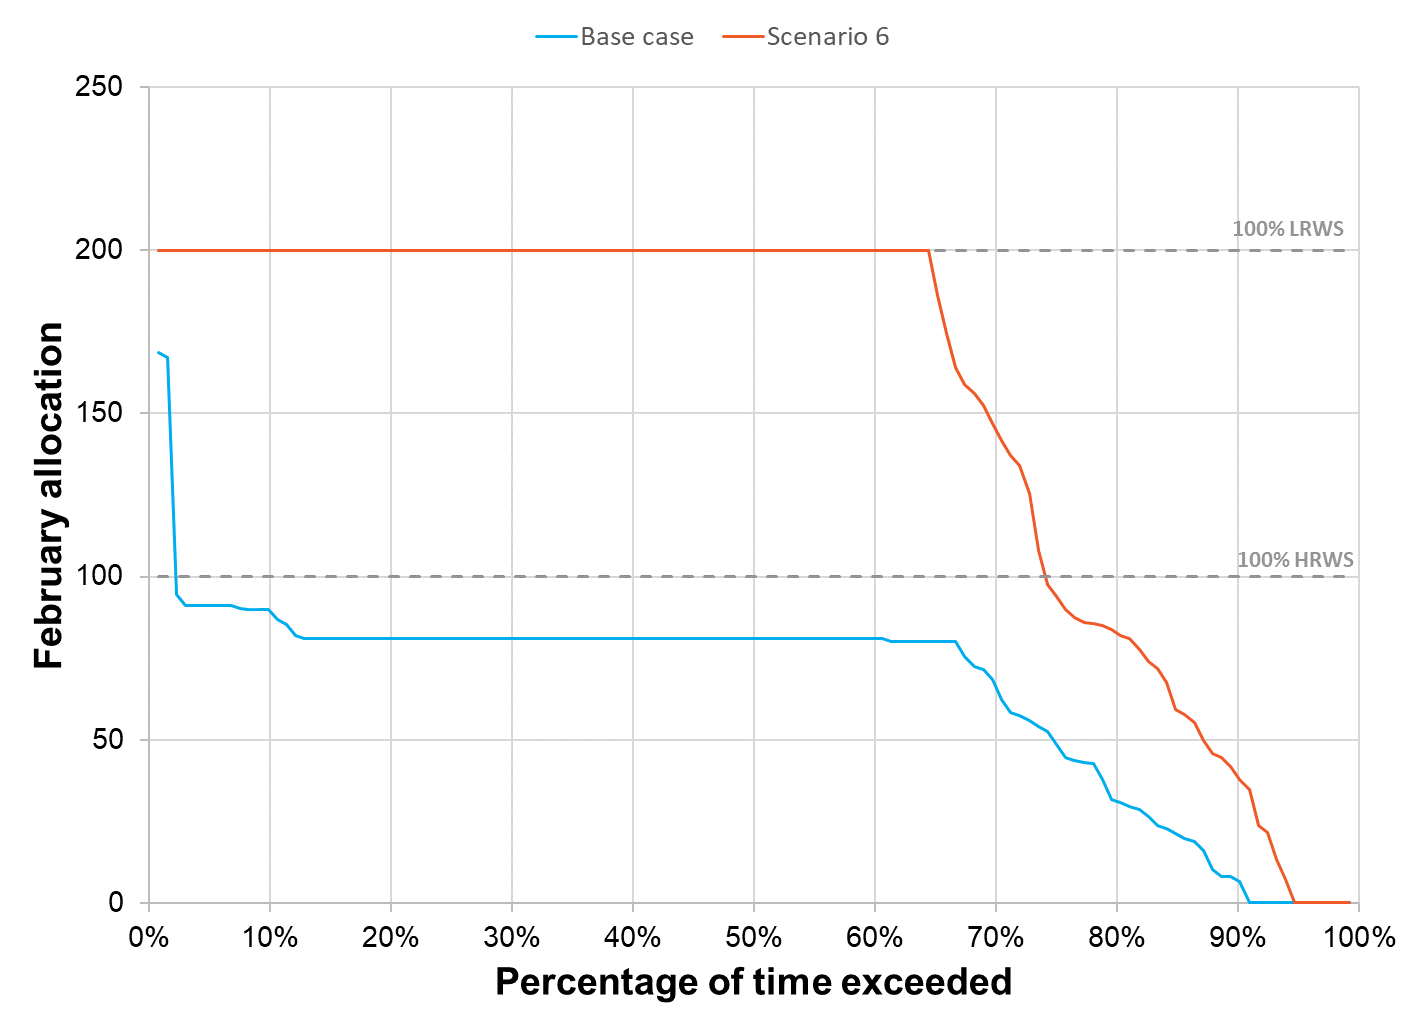 Base case Scenario 6
250
200
150
100
50
0
February allocation
100% LRWS
100% HRWS
0% 10% 20% 30% 40% 50% 60% 70% 80% 90% 100%
Percentage of time exceeded